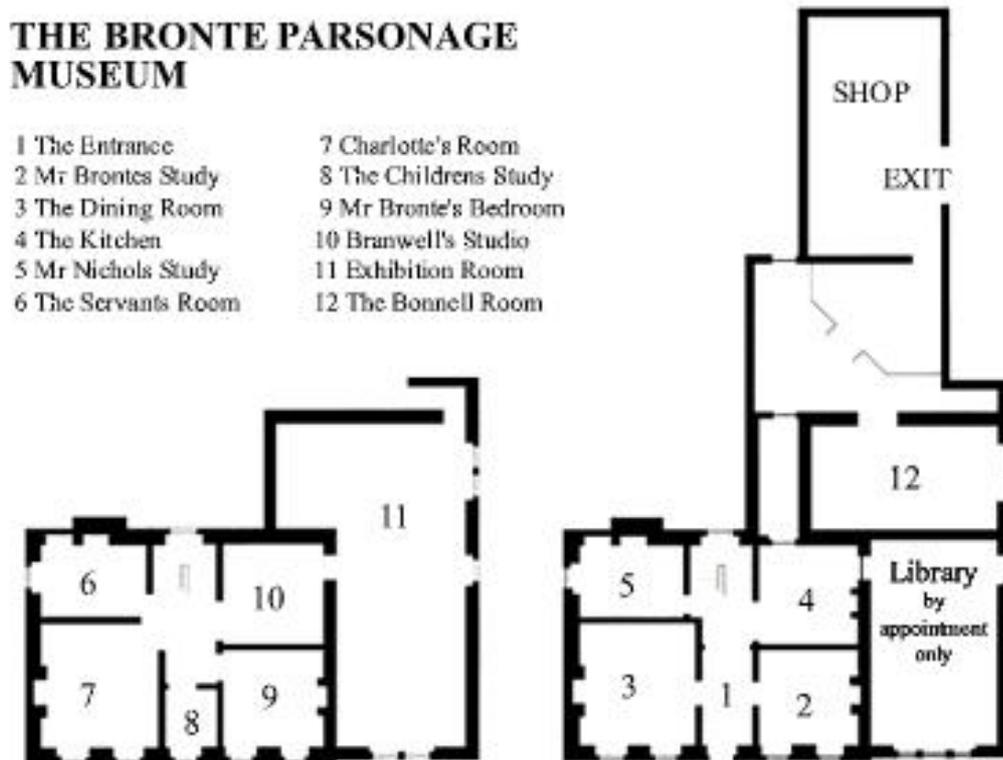 THE BRONTE PARSONAGE
MUSEUM
1 The Entrance
2 Mr Brontes Study
3 The Dining Room
4 The Kitchen
5 Mr Nichols Study
6 The Servants Room
7 Charlotte's Room
8 The Childrens Study
9 Mr Bronte's Bedroom
10 Branwell's Studio
11 Exhibition Room
12 The Bonnell Room
SHOP
EXIT
11
6
10
7
8
9
12
5
4
Library
by
appointment
only
3
1
2